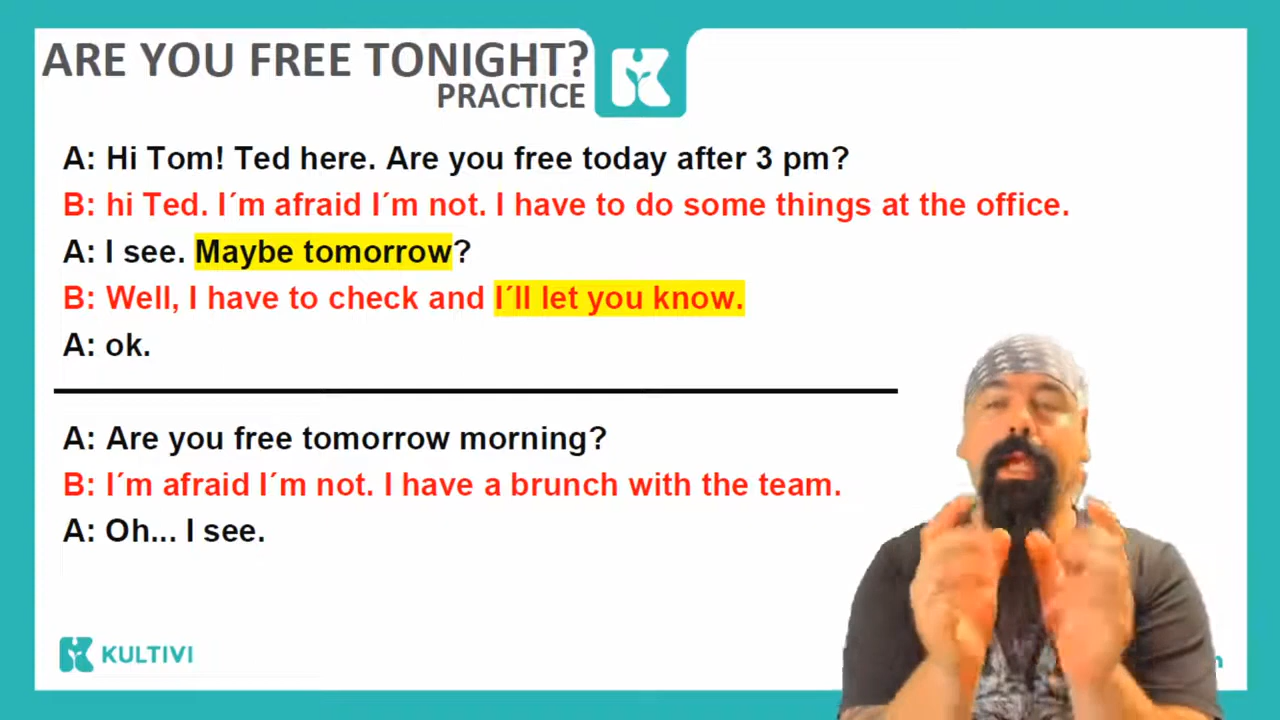 ARE YOU FREE TONIGHT?
PRACTICE
A: Hi Tom! Ted here. Are you free today after 3 pm?
B: hi Ted. I´m afraid I´m not. I have to do some things at the office.
A: I see. Maybe tomorrow?
B: Well, I have to check and I´ll let you know.
A: ok.
A: Are you free tomorrow morning?
B: I´m afraid I´m not. I have a brunch with the team.
A: Oh... I see.
KULTIVI